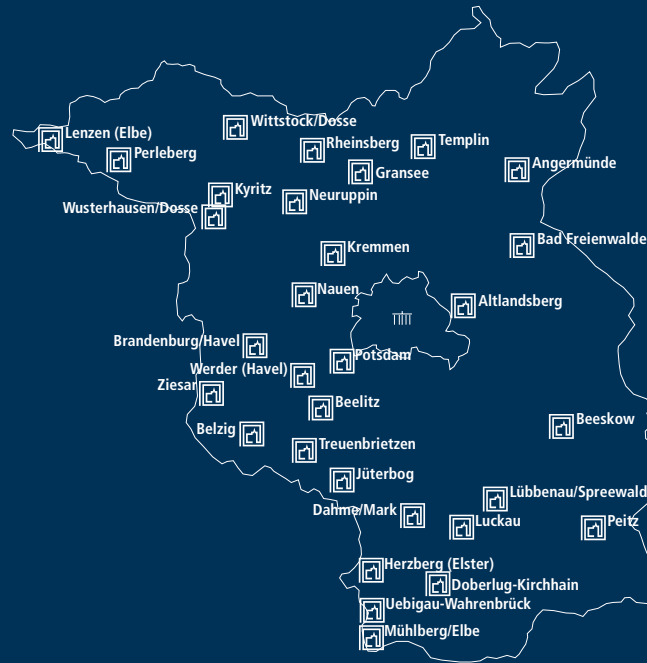 Wittstock/Dosse
Lenzen (Elbe)
Rheinsberg
Templin
Perleberg
Angermünde
Gransee
Kyritz
Neuruppin
Wusterhausen/Dosse
Bad Freienwalde
Kremmen
Nauen
Altlandsberg
Brandenburg/Havel
Potsdam
Werder (Havel)
Ziesar
Beelitz
Beeskow
Belzig
Treuenbrietzen
Jüterbog
Lübbenau/Spreewald
Dahme/Mark
Luckau
Peitz
Herzberg (Elster)
Doberlug-Kirchhain
Uebigau-Wahrenbrück
Mühlberg/Elbe